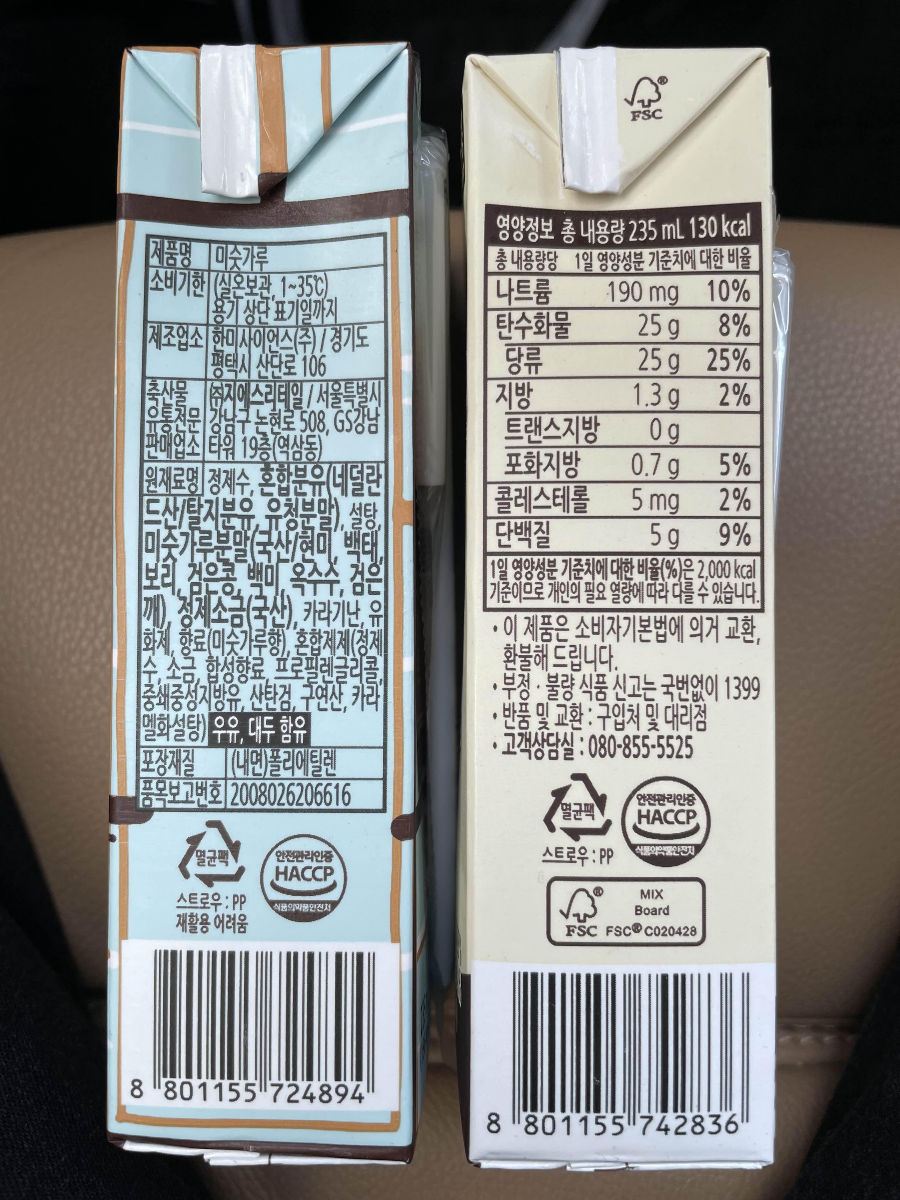 제품명 미숫가루
소비기한 (실온보관, 1~35℃)
용기 상단 표기일까지
제조업소 한미사이언스(주) / 경기도
평택시 산단로 106
축산물 ㈜지에스리테일 / 서울특별시
유통전문 강남구 논현로 508, GS강남
판매업소 타워 19층(역삼동)
원재료명 정제수, 혼합분유(네덜란
드산/탈지분유, 유청분말), 설탕,
미숫가루분말(국산/현미, 백태,
보리, 검은콩, 백미, 옥수수, 검은
깨), 정제소금(국산), 카라기난, 유
화제, 향료(미숫가루향), 혼합제제(정제
수, 소금, 합성향료, 프로필렌글리콜,
중쇄중성지방유, 산탄검, 구연산, 카라
멜화설탕) 우유, 대두 함유
포장재질 (내면)폴리에틸렌
품목보고번호 2008026206616
멸균팩
스트로우 : PP
재활용 어려움
안전관리인증
HACCP
식품의약품안전처
8 801155 724894
FSC
영양정보 총 내용량 235 mL 130 kcal
총 내용량당 1일 영양성분 기준치에 대한 비율
나트륨 190 mg 10%
탄수화물 25 g 8%
당류 25 g 25%
지방 1.3 g 2%
트랜스지방 0 g
포화지방 0.7 g 5%
콜레스테롤 5 mg 2%
단백질 5 g 9%
1일 영양성분 기준치에 대한 비율(%)은 2,000 kcal
기준이므로 개인의 필요 열량에 따라 다를 수 있습니다.
• 이 제품은 소비자기본법에 의거 교환,
환불해 드립니다.
• 부정 · 불량 식품 신고는 국번없이 1399
• 반품 및 교환 : 구입처 및 대리점
• 고객상담실 : 080-855-5525
멸균팩
스트로우 : PP
안전관리인증
HACCP
식품의약품안전처
FSC
MIX
Board
FSC® C020428
8 801155 742836